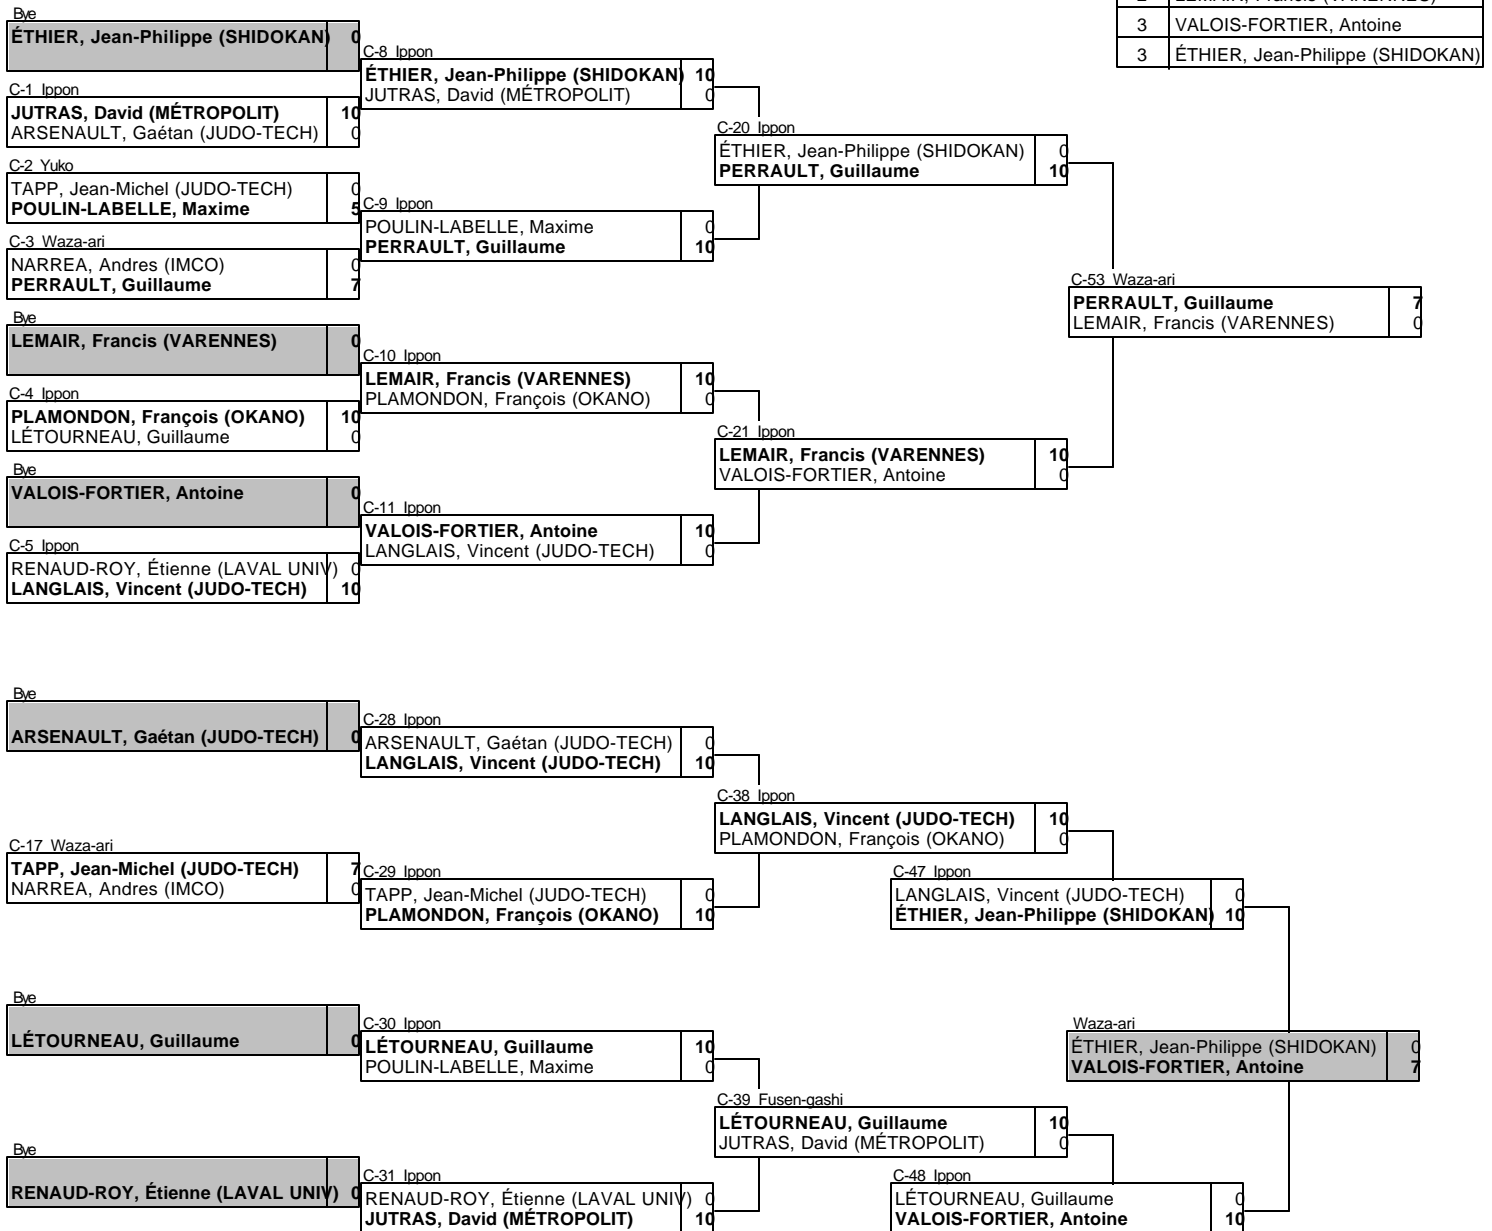 2 LEMAIR, Francis (VARENNES)
3 VALOIS-FORTIER, Antoine
3 ÉTHIER, Jean-Philippe (SHIDOKAN)
Bye
ÉTHIER, Jean-Philippe (SHIDOKAN) 0
C-1 Ippon
JUTRAS, David (MÉTROPOLIT) 10
ARSENAULT, Gaétan (JUDO-TECH) 0
C-2 Yuko
TAPP, Jean-Michel (JUDO-TECH) 0
POULIN-LABELLE, Maxime 5
C-3 Waza-ari
NARREA, Andres (IMCO) 0
PERRAULT, Guillaume 7
Bye
LEMAIR, Francis (VARENNES) 0
C-4 Ippon
PLAMONDON, François (OKANO) 10
LÉTOURNEAU, Guillaume 0
Bye
VALOIS-FORTIER, Antoine 0
C-5 Ippon
RENAUD-ROY, Étienne (LAVAL UNIV) 0
LANGLAIS, Vincent (JUDO-TECH) 10
C-8 Ippon
ÉTHIER, Jean-Philippe (SHIDOKAN) 10
JUTRAS, David (MÉTROPOLIT) 0
C-9 Ippon
POULIN-LABELLE, Maxime 0
PERRAULT, Guillaume 10
C-10 Ippon
LEMAIR, Francis (VARENNES) 10
PLAMONDON, François (OKANO) 0
C-11 Ippon
VALOIS-FORTIER, Antoine 10
LANGLAIS, Vincent (JUDO-TECH) 0
C-20 Ippon
ÉTHIER, Jean-Philippe (SHIDOKAN) 0
PERRAULT, Guillaume 10
C-21 Ippon
LEMAIR, Francis (VARENNES) 10
VALOIS-FORTIER, Antoine 0
C-53 Waza-ari
PERRAULT, Guillaume 7
LEMAIR, Francis (VARENNES) 0
Bye
ARSENAULT, Gaétan (JUDO-TECH) 0
C-17 Waza-ari
TAPP, Jean-Michel (JUDO-TECH) 7
NARREA, Andres (IMCO) 0
Bye
LÉTOURNEAU, Guillaume 0
Bye
RENAUD-ROY, Étienne (LAVAL UNIV) 0
C-28 Ippon
ARSENAULT, Gaétan (JUDO-TECH) 0
LANGLAIS, Vincent (JUDO-TECH) 10
C-29 Ippon
TAPP, Jean-Michel (JUDO-TECH) 0
PLAMONDON, François (OKANO) 10
C-30 Ippon
LÉTOURNEAU, Guillaume 10
POULIN-LABELLE, Maxime 0
C-31 Ippon
RENAUD-ROY, Étienne (LAVAL UNIV) 0
JUTRAS, David (MÉTROPOLIT) 10
C-38 Ippon
LANGLAIS, Vincent (JUDO-TECH) 10
PLAMONDON, François (OKANO) 0
C-39 Fusen-gashi
LÉTOURNEAU, Guillaume 10
JUTRAS, David (MÉTROPOLIT) 0
C-47 Ippon
LANGLAIS, Vincent (JUDO-TECH) 0
ÉTHIER, Jean-Philippe (SHIDOKAN) 10
C-48 Ippon
LÉTOURNEAU, Guillaume 0
VALOIS-FORTIER, Antoine 10
Waza-ari
ÉTHIER, Jean-Philippe (SHIDOKAN) 0
VALOIS-FORTIER, Antoine 7